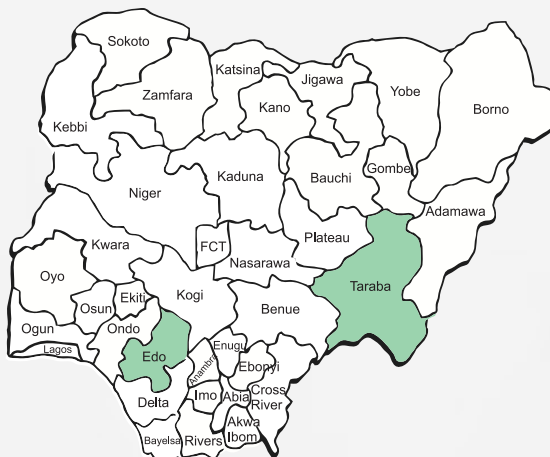 Sokoto
Katsina
Jigawa
Zamfara
Yobe
Kano
Borno
Kebbi
Gombe
Kaduna
Bauchi
Niger
Adamawa
Plateau
Kwara
FCT
Nasarawa
Oyo
Taraba
Ekiti
Kogi
Osun
Benue
Ogun
Ondo
Lagos
Enugu
Edo
Ebonyi
Anambra
Delta
Imo
Abia
Cross
River
Akwa
Ibom
Bayelsa
Rivers